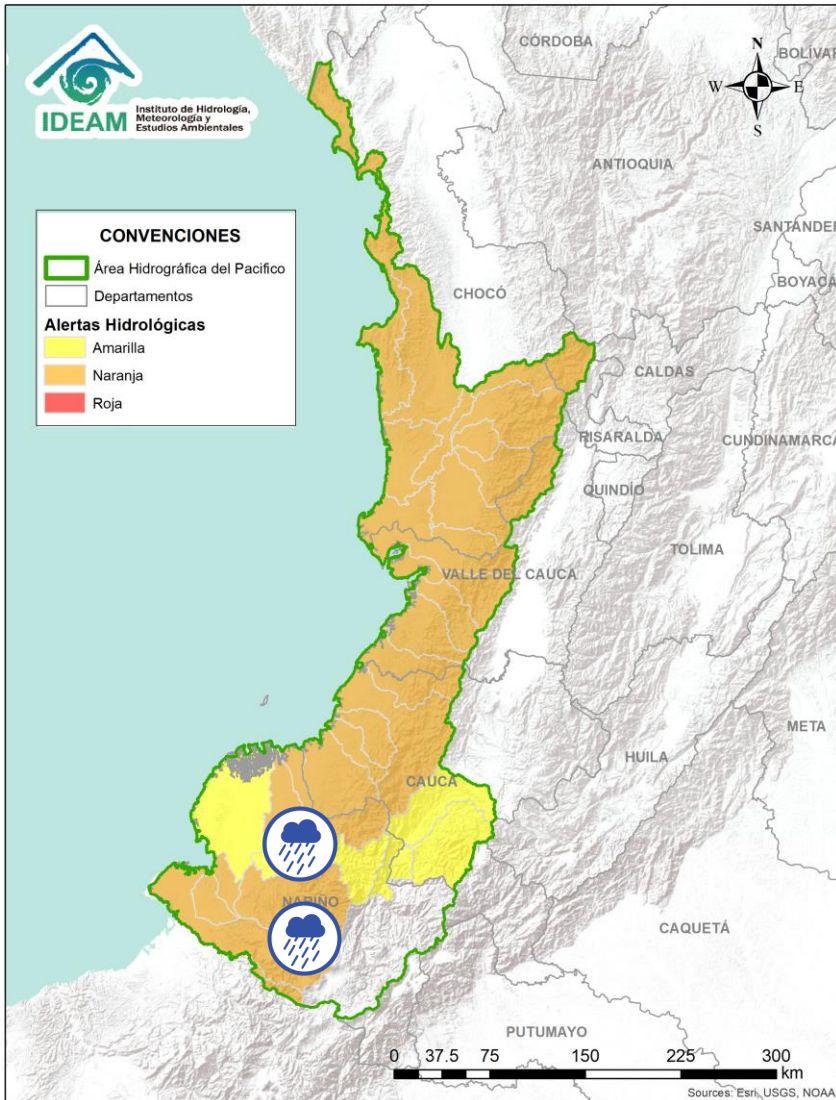 IDEAM
Instituto de Hidrología,
Meteorología y
Estudios Ambientales
CÓRDOBA
BOLÍVAR
N
W
E
S
ANTIOQUIA
SANTANDER
BOYACÁ
CONVENCIONES
Área Hidrográfica del Pacifico
Departamentos
Alertas Hidrológicas
Amarilla
Naranja
Roja
CHOCÓ
CALDAS
RISARALDA
CUNDINAMARCA
QUINDÍO
TOLIMA
VALLE DEL CAUCA
META
HUILA
CAUCA
NARIÑO
CAQUETÁ
PUTUMAYO
0 37.5 75 150 225 300
km
Sources: Esri, USGS, NOAA